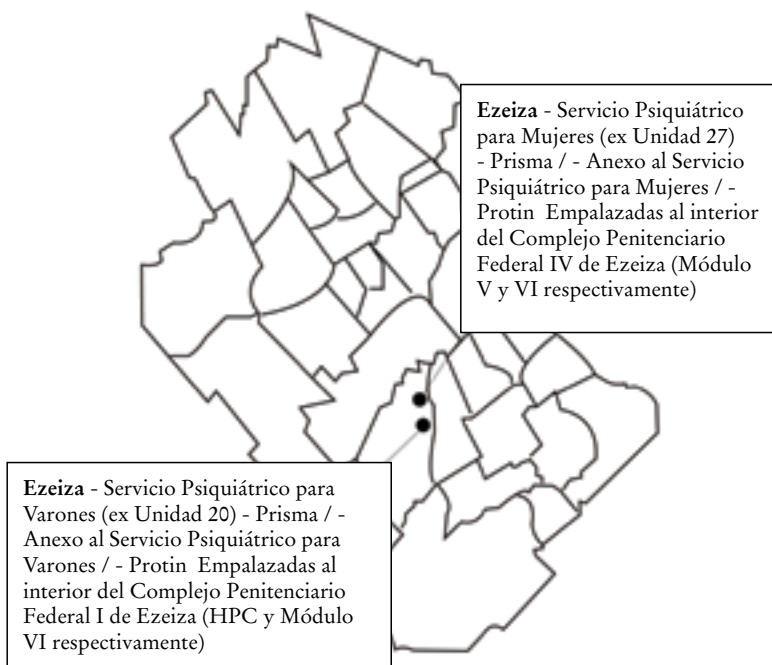 Ezeiza - Servicio Psiquiátrico
para Mujeres (ex Unidad 27)
- Prisma / - Anexo al Servicio
Psiquiátrico para Mujeres / -
Protin Empalazadas al interior
del Complejo Penitenciario
Federal IV de Ezeiza (Módulo
V y VI respectivamente)
Ezeiza - Servicio Psiquiátrico para
Varones (ex Unidad 20) - Prisma / -
Anexo al Servicio Psiquiátrico para
Varones / - Protin Empalazadas al
interior del Complejo Penitenciario
Federal I de Ezeiza (HPC y Módulo
VI respectivamente)